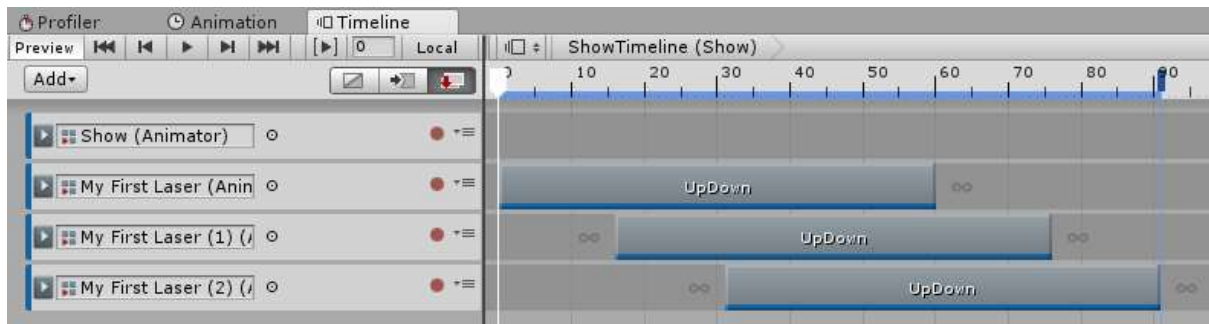 Profiler Animation Timeline
Preview 0 Local ShowTimeline (Show)
Add
0 10 20 30 40 50 60 70 80 90
Show (Animator)
My First Laser (Anin UpDown
My First Laser (1) (A UpDown
My First Laser (2) (A UpDown